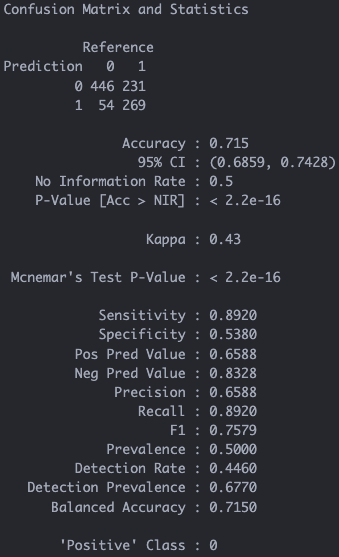 Confusion Matrix and Statistics
Reference
Prediction 0 1
0 446 231
1 54 269
Accuracy : 0.715
95% CI : (0.6859, 0.7428)
No Information Rate : 0.5
P-Value [Acc > NIR] : < 2.2e-16
Kappa : 0.43
Mcnemar's Test P-Value : < 2.2e-16
Sensitivity : 0.8920
Specificity : 0.5380
Pos Pred Value : 0.6588
Neg Pred Value : 0.8328
Precision : 0.6588
Recall : 0.8920
F1 : 0.7579
Prevalence : 0.5000
Detection Rate : 0.4460
Detection Prevalence : 0.6770
Balanced Accuracy : 0.7150
'Positive' Class : 0